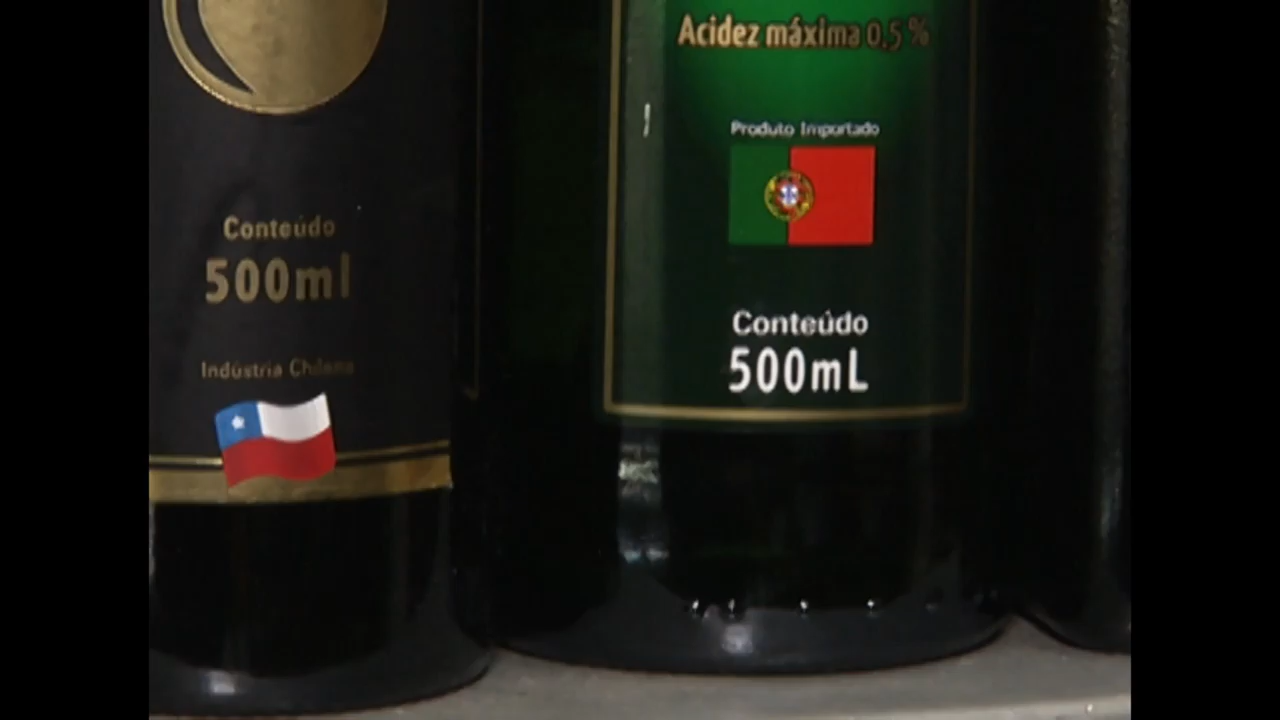 Conteúdo
500ml
Indústria Chilena
Acidez máxima 0,5%
Produto Importado
Conteúdo
500mL